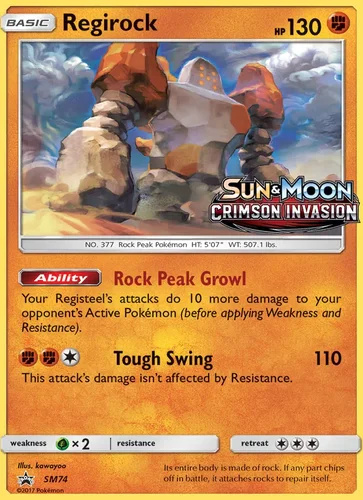 BASIC Regirock HP 130
SUN & MOON
CRIMSON INVASION
NO. 377 Rock Peak Pokémon HT: 5'07" WT: 507.1 lbs.
Ability Rock Peak Growl
Your Registeel's attacks do 10 more damage to your
opponent's Active Pokémon (before applying Weakness and
Resistance).
Tough Swing 110
This attack's damage isn't affected by Resistance.
weakness × 2 resistance retreat
Illus. kawayoo
SM74
©2017 Pokémon
Its entire body is made of rock. If any part chips
off in battle, it attaches rocks to repair itself.